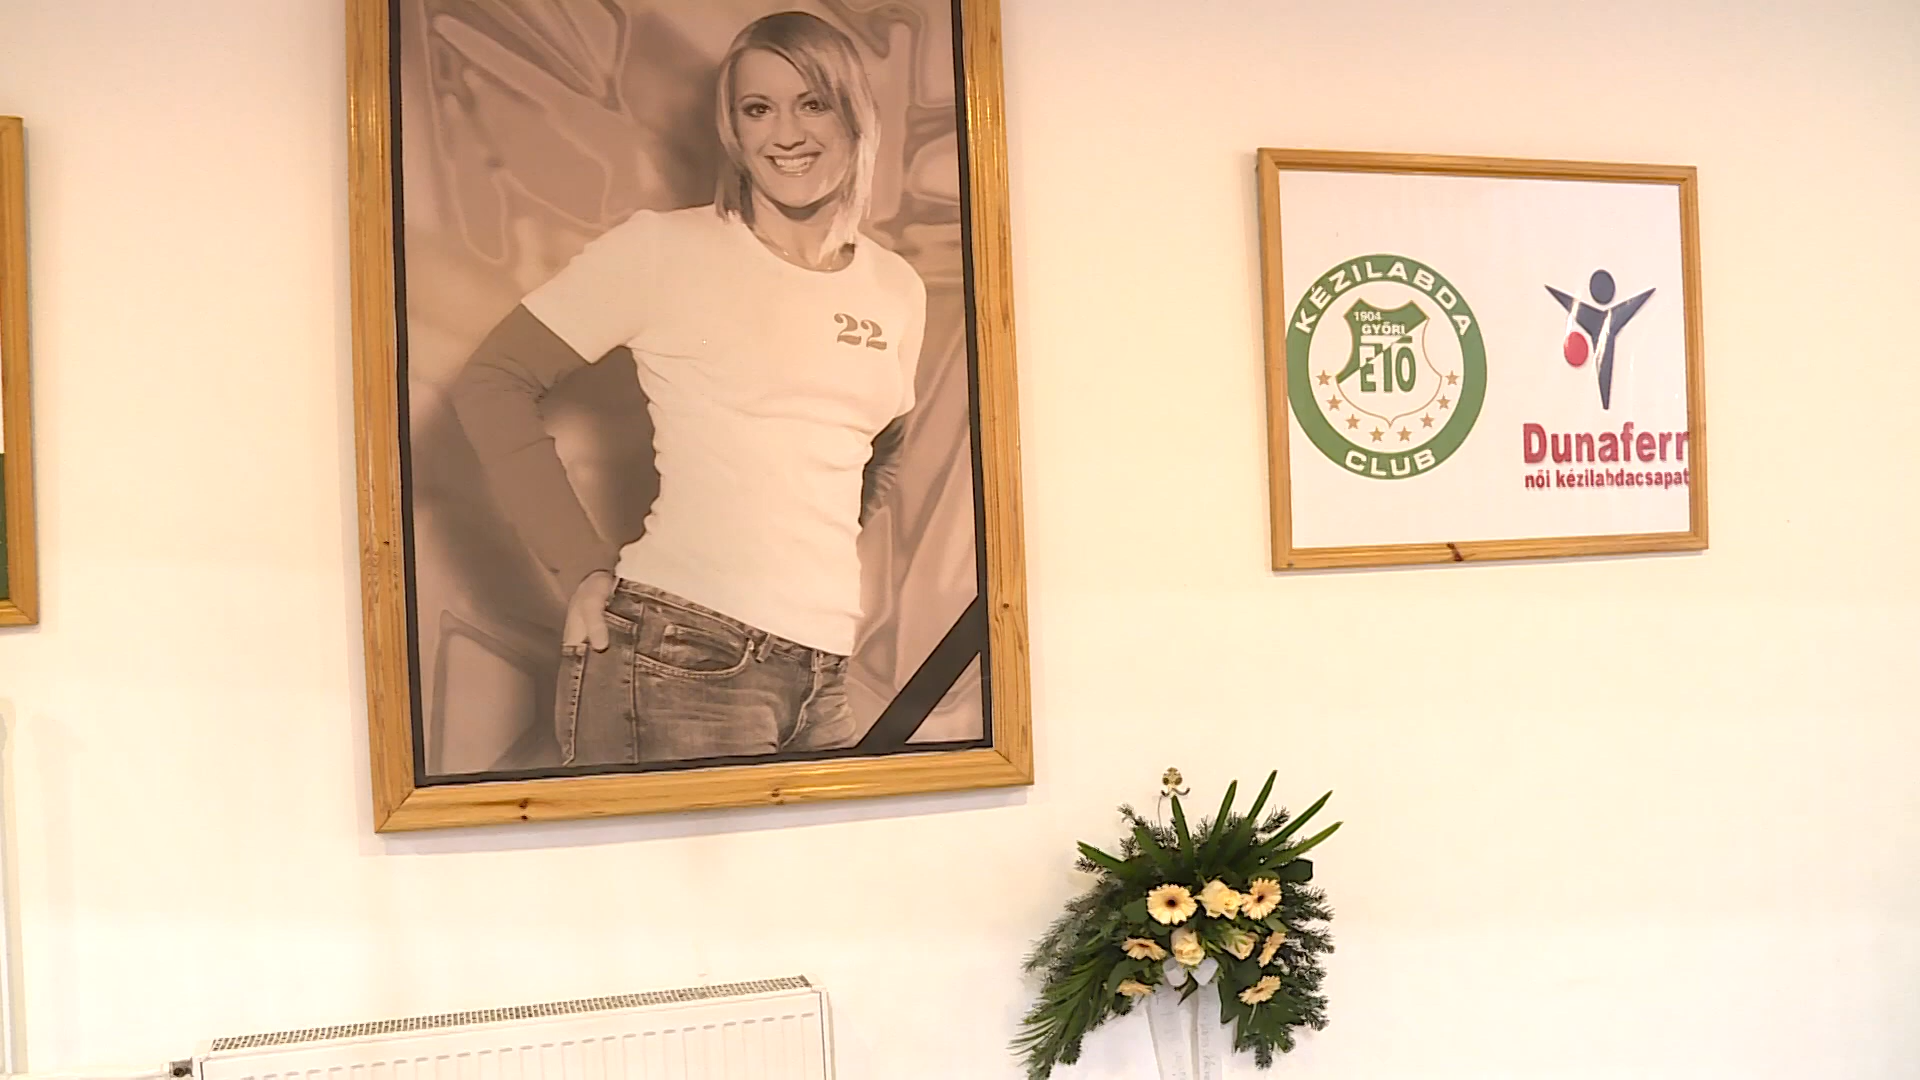 22
KÉZILABDA
1904
GYŐRI
ETO
CLUB
Dunaferr
női kézilabdacsapat